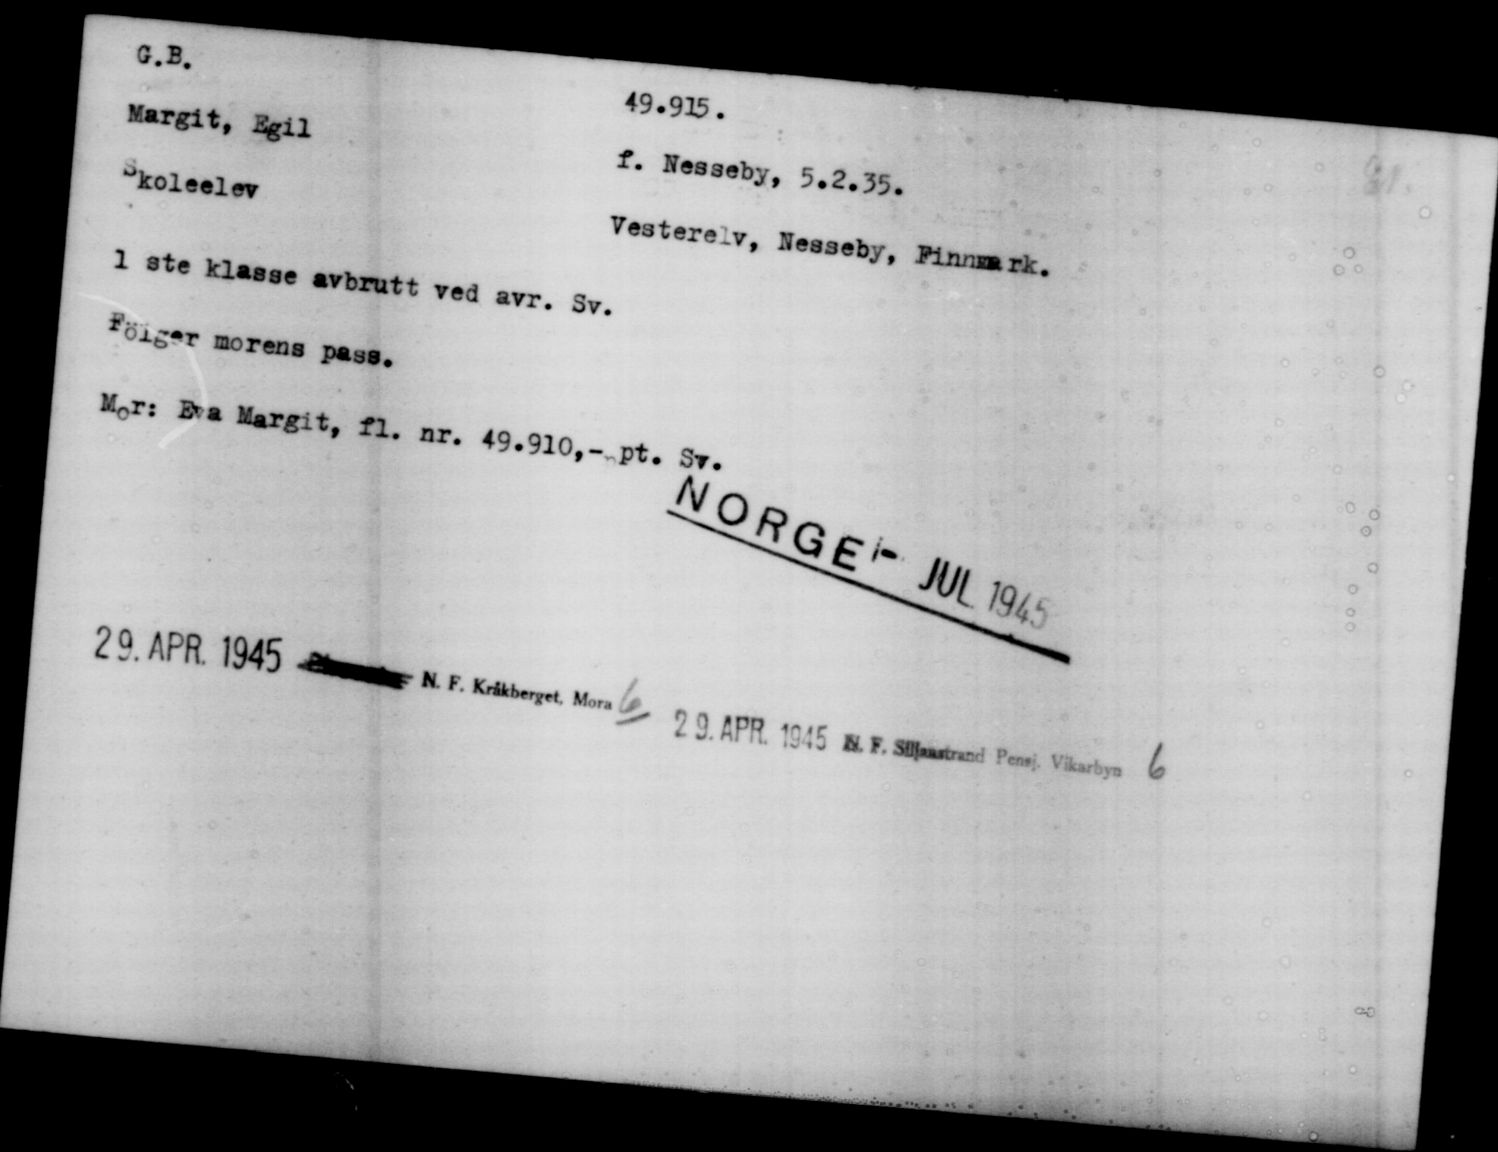 G.B.
49.915.
Margit, Egil
f. Nesseby, 5.2.35.
Skoleelev
Vesterelv, Nesseby, Finnmark.
1 ste klasse avbrutt ved avr. Sv.
Følger morens pass.
Mor: Eva Margit, fl. nr. 49.910,- pt. Sv.
NORGE 1- JUL 1945
29. APR. 1945 N. F. Kråkberget, Mora 6
29. APR. 1945 N. F. Siljanstrand Pensj. Vikarbyn 6